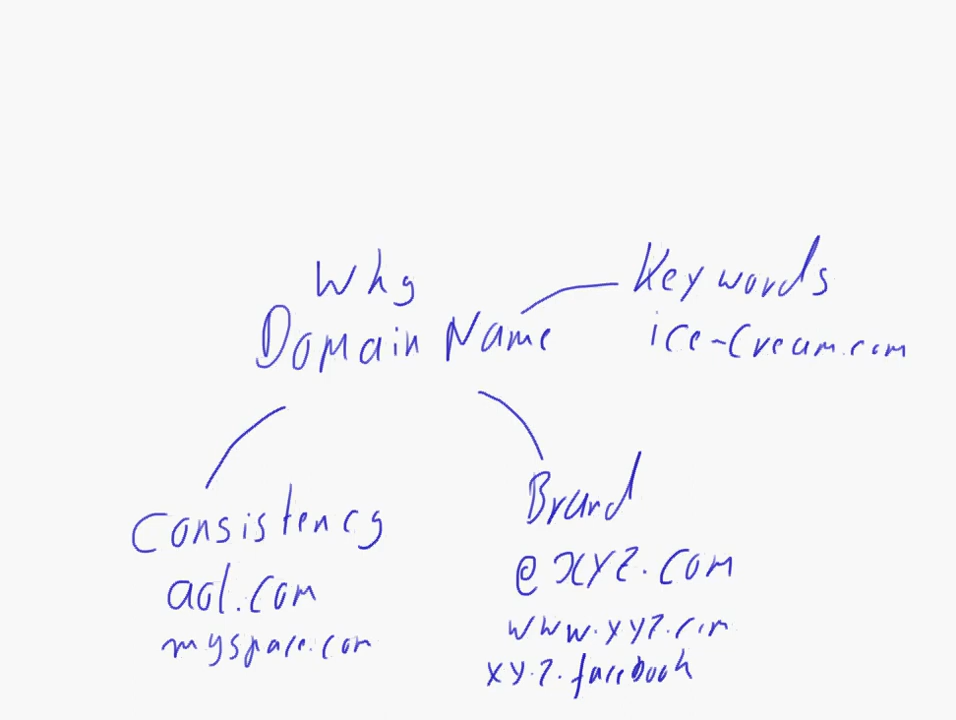 Why
Domain Name
Keywords
ice-cream.com
Consistency
aol.com
myspace.com
Brand
@xyz.com
www.xyz.com
xy.z.facebook